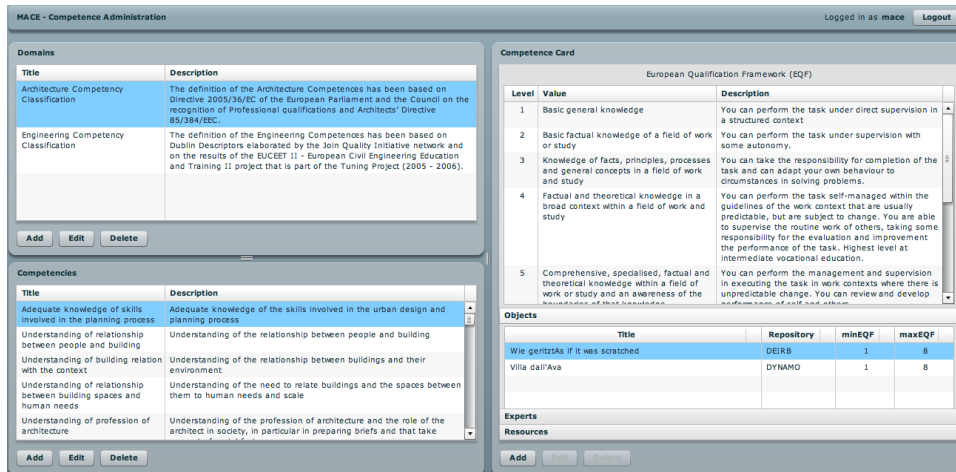 MACE - Competence Administration
Logged in as mace
Logout
Domains
Title Description
Architecture Competency
Classification
The definition of the Architecture Competences has been based on
Directive 2005/36/EC of the European Parliament and the Council on the
recognition of Professional qualifications and Architects' Directive
85/384/EEC.
Engineering Competency
Classification
The definition of the Engineering Competences has been based on
Dublin Descriptors elaborated by the Join Quality Initiative network and
on the results of the EUCEET II - European Civil Engineering Education
and Training II project that is part of the Tuning Project (2005 - 2006).
Add Edit Delete
Competencies
Title Description
Adequate knowledge of skills
involved in the planning process
Adequate knowledge of the skills involved in the urban design and
planning process
Understanding of relationship
between people and building
Understanding of the relationship between people and building
Understanding of building relation
with the context
Understanding of the relationship between buildings and their
environment
Understanding of relationship
between building spaces and
human needs
Understanding of the need to relate buildings and the spaces between
them to human needs and scale
Understanding of profession of
architecture
Understanding of the profession of architecture and the role of the
architect in society, in particular in preparing briefs and that take
Add Edit Delete
Competence Card
European Qualification Framework (EQF)
Level Value Description
1 Basic general knowledge
You can perform the task under direct supervision in
a structured context
2 Basic factual knowledge of a field of work
or study
You can perform the task under supervision with
some autonomy.
3 Knowledge of facts, principles, processes
and general concepts in a field of work
and study
You can take the responsibility for completion of the
task and can adapt your own behaviour to
circumstances in solving problems.
4 Factual and theoretical knowledge in a
broad context within a field of work and
study
You can perform the task self-managed within the
guidelines of the work context that are usually
predictable, but are subject to change. You are able
to supervise the routine work of others, taking some
responsibility for the evaluation and improvement
the performance of the task. Highest level at
intermediate vocational education.
5 Comprehensive, specialised, factual and
theoretical knowledge within a field of
work or study and an awareness of the
boundaries of that knowledge
You can perform the management and supervision
in executing the task in work contexts where there is
unpredictable change. You can review and develop
performance of self and others
Objects
Title Repository minEQF maxEQF
Wie geritztAs if it was scratched DEIRB 1 8
Villa dall'Ava DYNAMO 1 8
Experts
Resources
Add Edit Delete